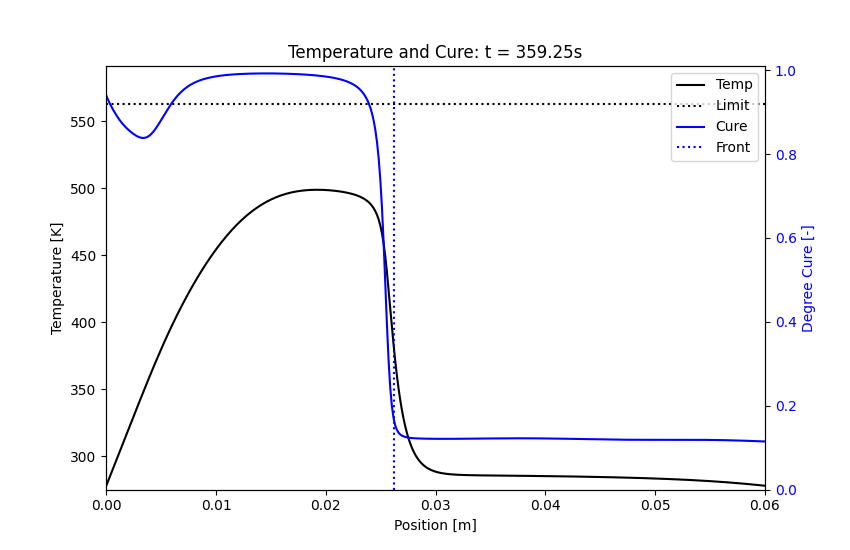 Temperature and Cure: t = 359.25s
Temp
Limit
Cure
Front
550
500
450
400
350
300
Temperature [K]
1.0
0.8
0.6
0.4
0.2
0.0
Degree Cure [-]
0.00 0.01 0.02 0.03 0.04 0.05 0.06
Position [m]